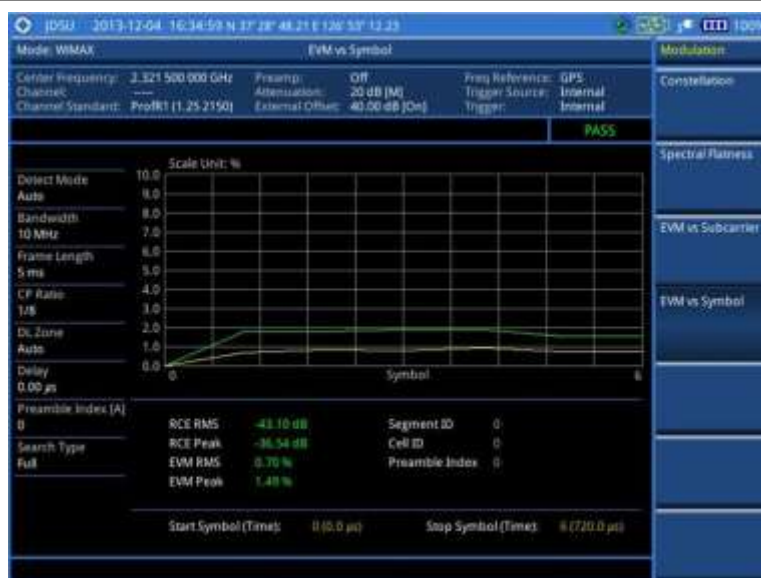 JDSU 2013-12-04 16:34:59 N 37° 28' 48.21 E 126° 53' 12.23 100%
Mode: WIMAX EVM vs Symbol Modulation
Center Frequency: 2.321 500 000 GHz Preamp: Off Freq Reference: GPS
Channel: ---- Attenuation: 20 dB [M] Trigger Source: Internal
Channel Standard: ProfR1 (1.25 2150) External Offset: 40.00 dB [On] Trigger: Internal
Constellation
PASS
Spectral Flatness
EVM vs Subcarrier
EVM vs Symbol
Detect Mode
Auto
Bandwidth
10 MHz
Frame Length
5 ms
CP Ratio
1/8
DL Zone
Auto
Delay
0.00 µs
Preamble Index [A]
0
Search Type
Full
Scale Unit: %
10.0
9.0
8.0
7.0
6.0
5.0
4.0
3.0
2.0
1.0
0.0
0 Symbol 6
RCE RMS -43.10 dB Segment ID 0
RCE Peak -36.54 dB Cell ID 0
EVM RMS 0.70 % Preamble Index 0
EVM Peak 1.49 %
Start Symbol (Time): 0 (0.0 µs) Stop Symbol (Time): 6 (720.0 µs)